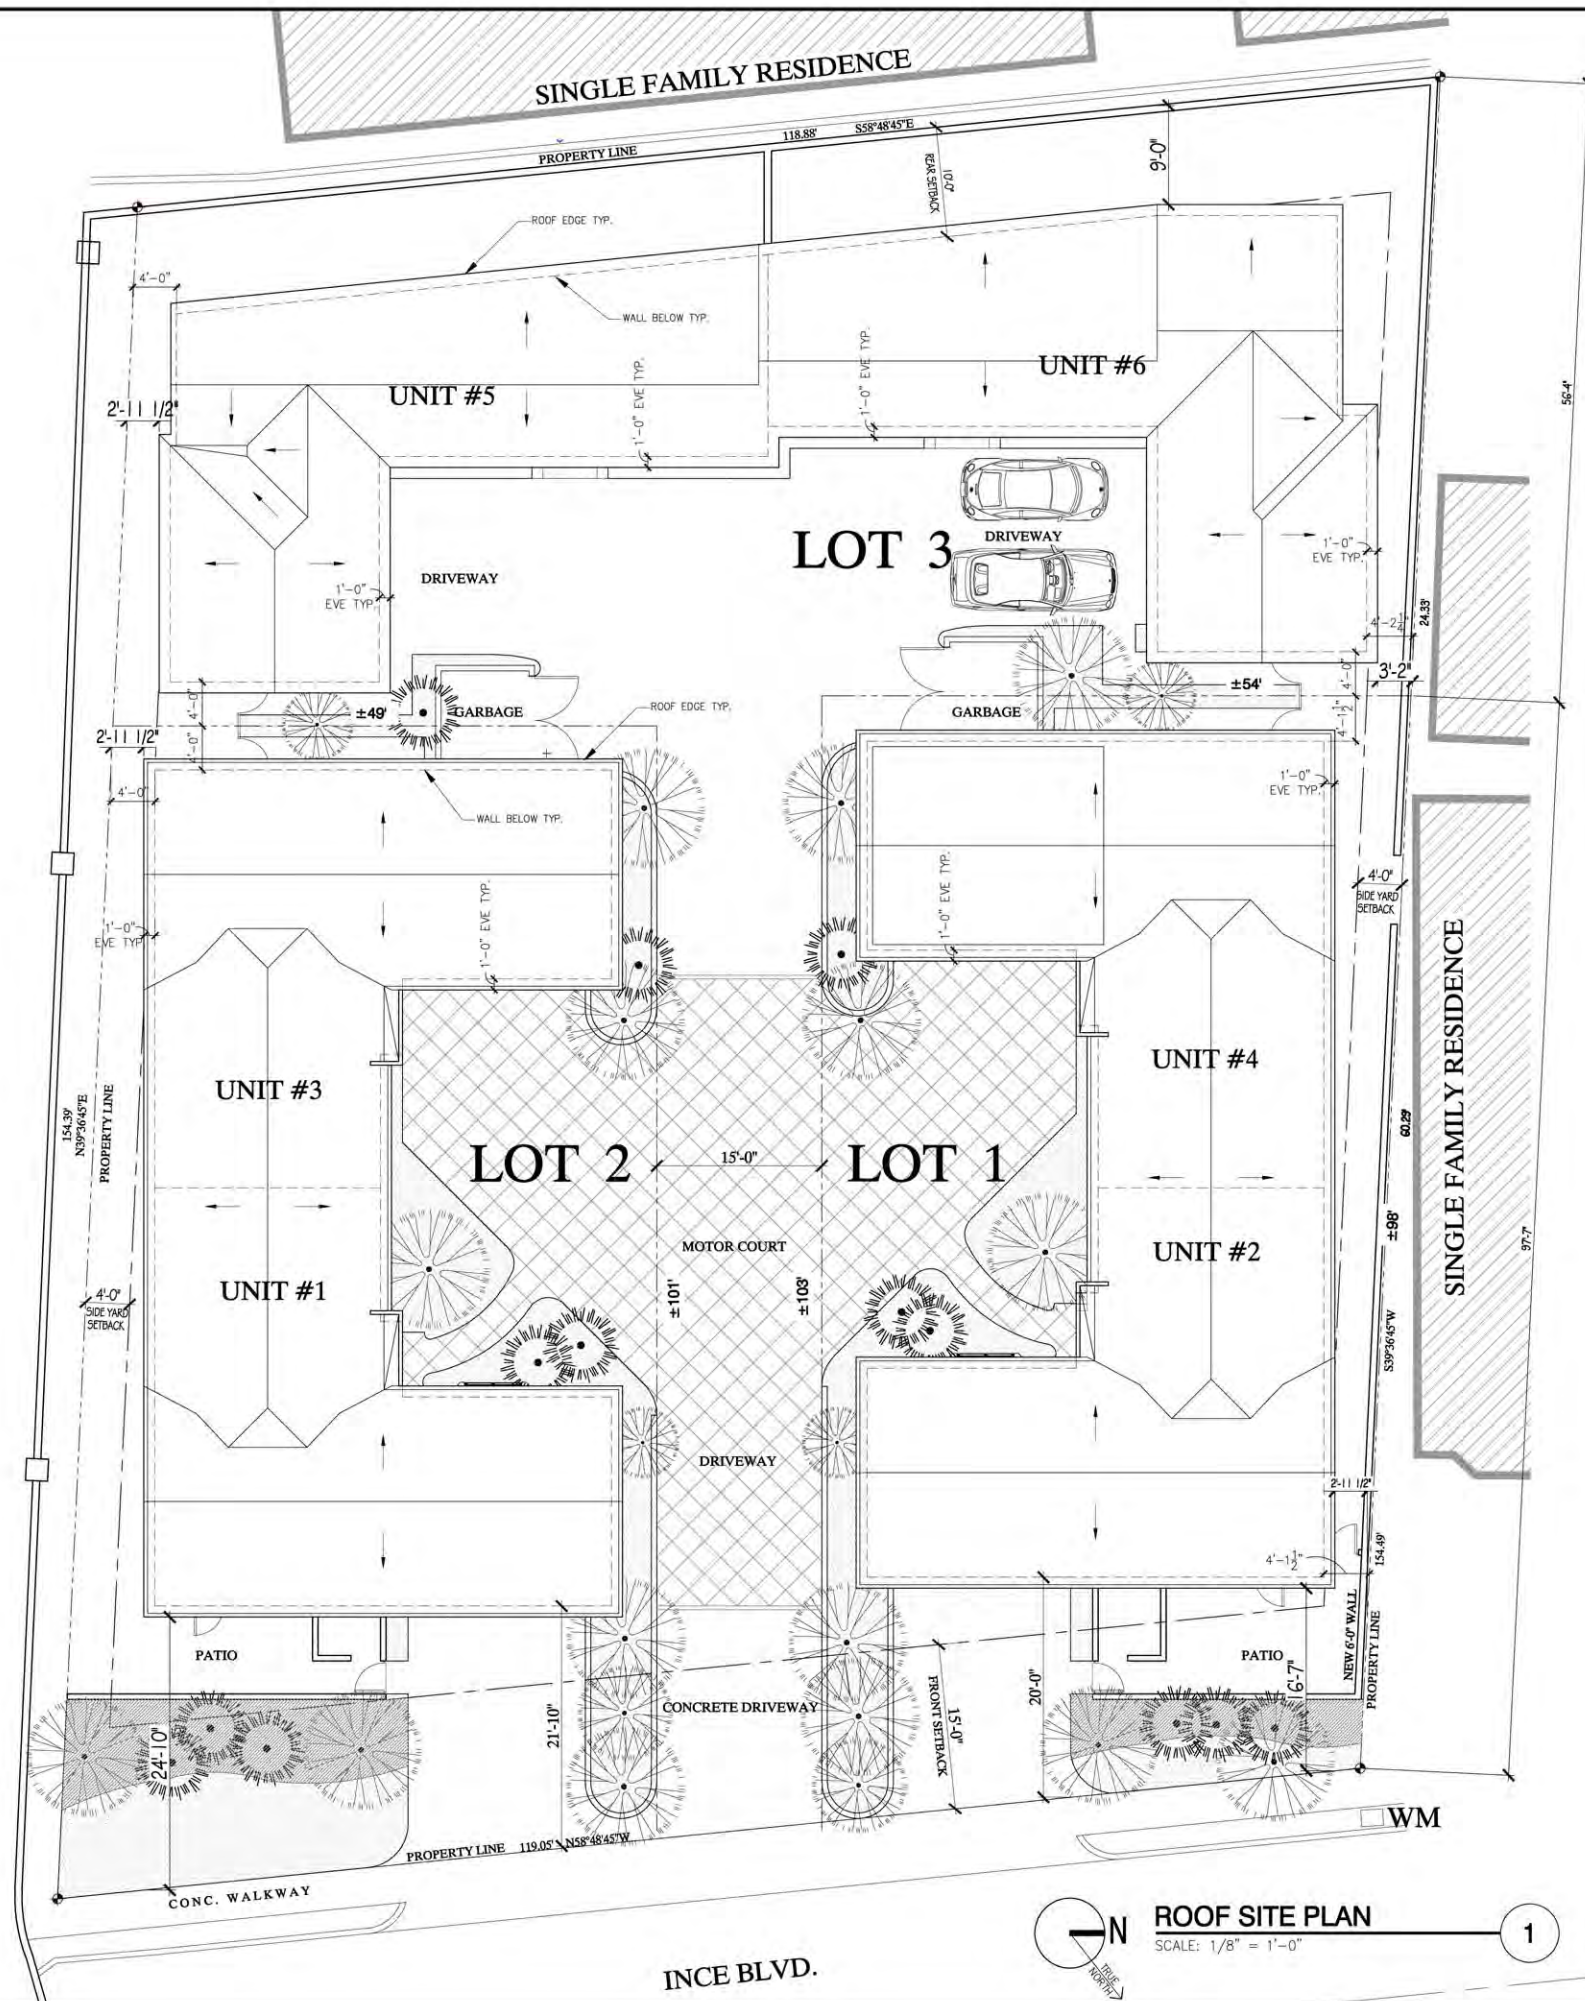 SINGLE FAMILY RESIDENCE
118.88' S58°48'45"E
PROPERTY LINE
REAR SETBACK
10'-0"
9'-0"
ROOF EDGE TYP.
4'-0"
WALL BELOW TYP.
1'-0" EVE TYP.
1'-0" EVE TYP.
UNIT #6
UNIT #5
56'-4"
2'-11 1/2"
LOT 3
DRIVEWAY
DRIVEWAY
1'-0"
EVE TYP.
1'-0"
EVE TYP.
24.33'
3'-2"
4'-0"
4'-0"
±49'
GARBAGE
ROOF EDGE TYP.
GARBAGE
±54'
4'-0"
4'-1 1/2"
2'-11 1/2"
4'-0"
WALL BELOW TYP.
1'-0"
EVE TYP.
1'-0" EVE TYP.
1'-0" EVE TYP.
4'-0"
SIDE YARD
SETBACK
1'-0"
EVE TYP
SINGLE FAMILY RESIDENCE
UNIT #3
UNIT #4
154.39'
N39°36'45"E
PROPERTY LINE
LOT 2
15'-0"
LOT 1
60.29'
±98'
97'-7"
MOTOR COURT
UNIT #1
UNIT #2
±101'
±103'
4'-0"
SIDE YARD
SETBACK
S39°36'45"W
DRIVEWAY
2'-11 1/2"
4'-1 1/2"
154.49'
PATIO
PATIO
NEW 6'-0" WALL
PROPERTY LINE
16'-7"
20'-0"
CONCRETE DRIVEWAY
FRONT SETBACK
15'-0"
21'-10"
24'-10"
WM
PROPERTY LINE 119.05' N58°48'45"W
CONC. WALKWAY
INCE BLVD.
N
TRUE
NORTH
ROOF SITE PLAN
SCALE: 1/8" = 1'-0"
1